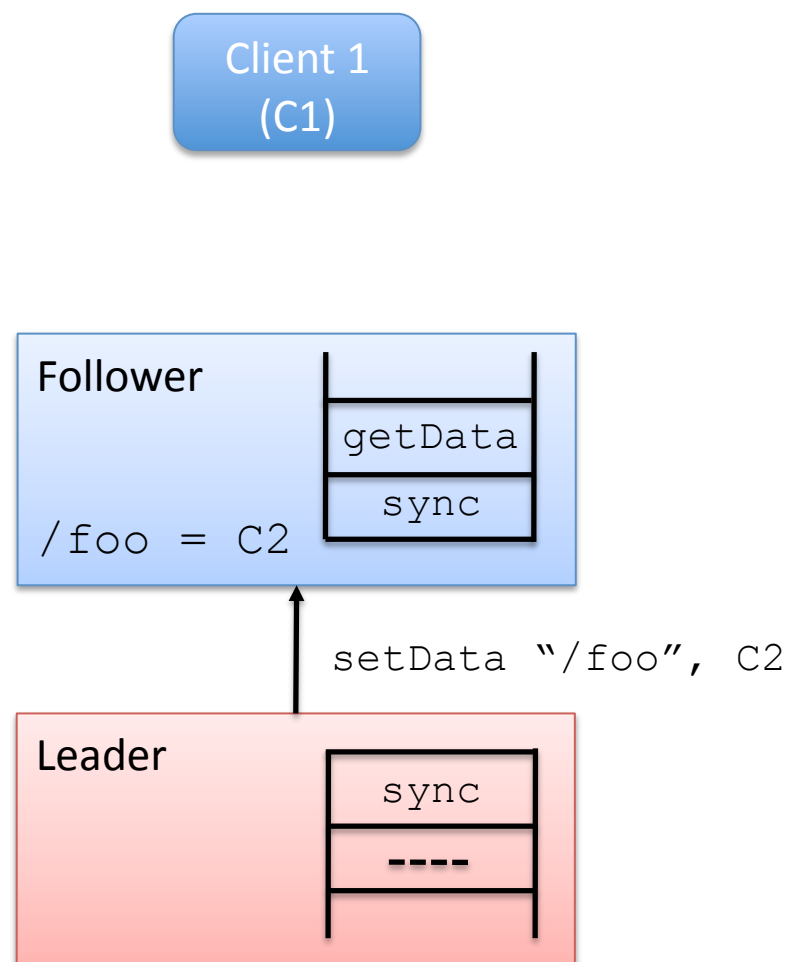 Client 1
(C1)
Follower
getData
sync
/foo = C2
setData “/foo”, C2
Leader
sync
----